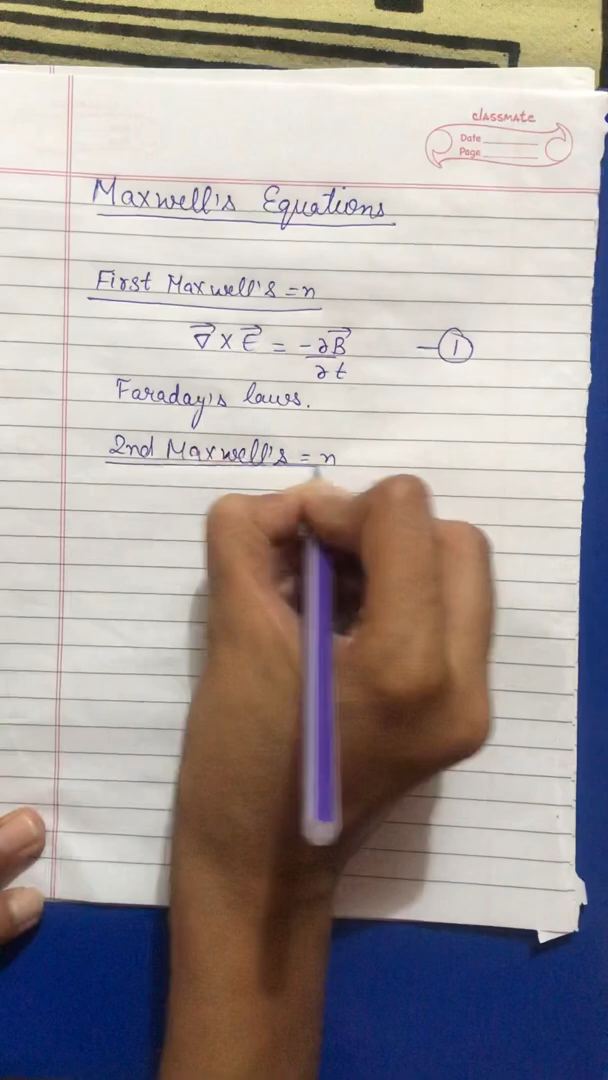 classmate
Date
Page
Maxwell's Equations
First Maxwell's =n
∇⃗ × E⃗ = -∂B⃗/∂t —①
Faraday's laws.
2nd Maxwell's =n